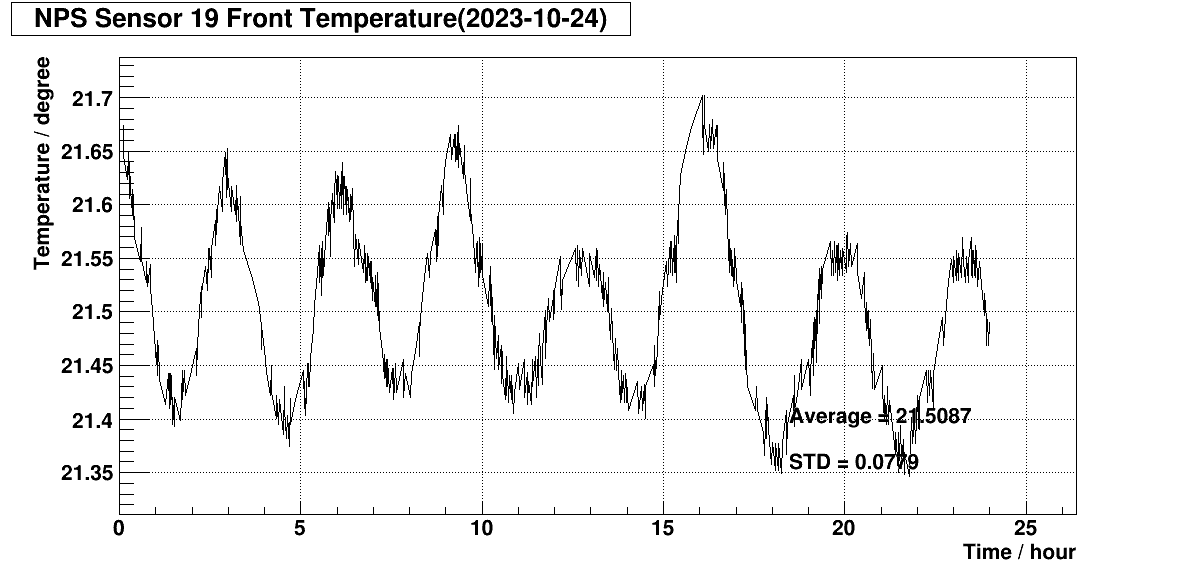 NPS Sensor 19 Front Temperature(2023-10-24)
Temperature / degree
21.7
21.65
21.6
21.55
21.5
21.45
21.4
21.35
Average = 21.5087
STD = 0.0779
0 5 10 15 20 25
Time / hour